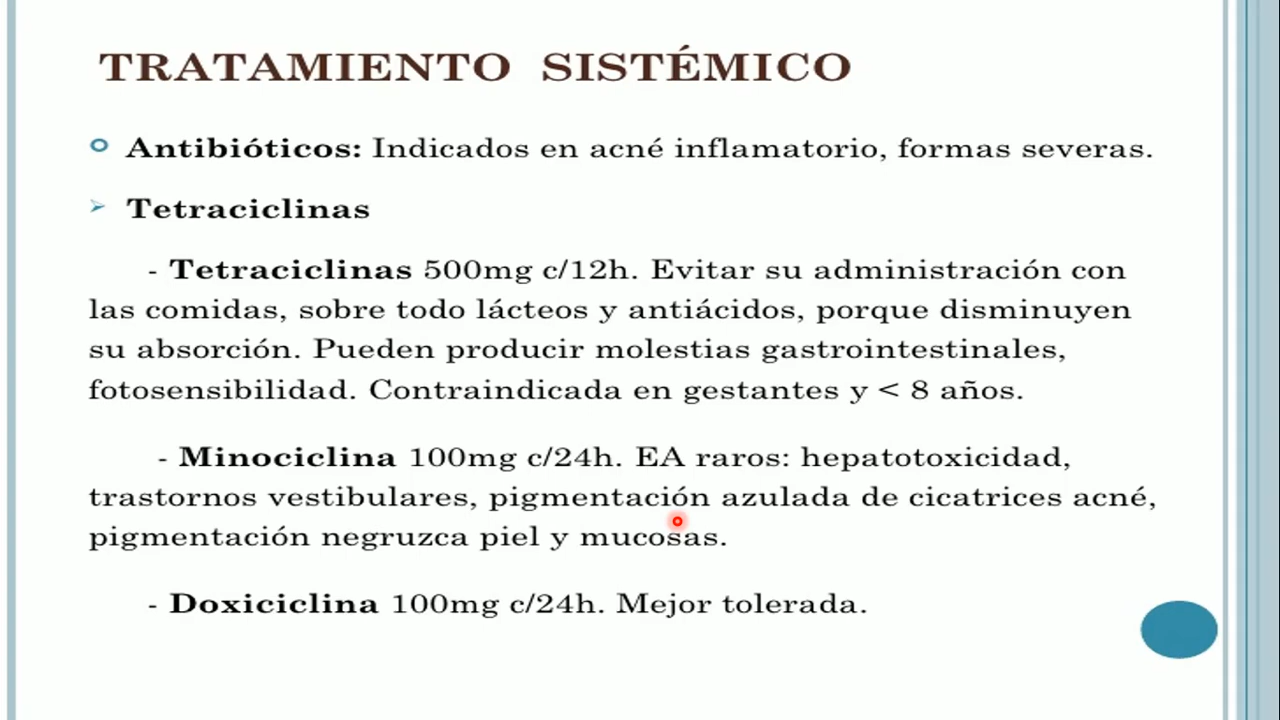 TRATAMIENTO SISTÉMICO
Antibióticos: Indicados en acné inflamatorio, formas severas.
Tetraciclinas
- Tetraciclinas 500mg c/12h. Evitar su administración con
las comidas, sobre todo lácteos y antiácidos, porque disminuyen
su absorción. Pueden producir molestias gastrointestinales,
fotosensibilidad. Contraindicada en gestantes y < 8 años.
- Minociclina 100mg c/24h. EA raros: hepatotoxicidad,
trastornos vestibulares, pigmentación azulada de cicatrices acné,
pigmentación negruzca piel y mucosas.
- Doxiciclina 100mg c/24h. Mejor tolerada.